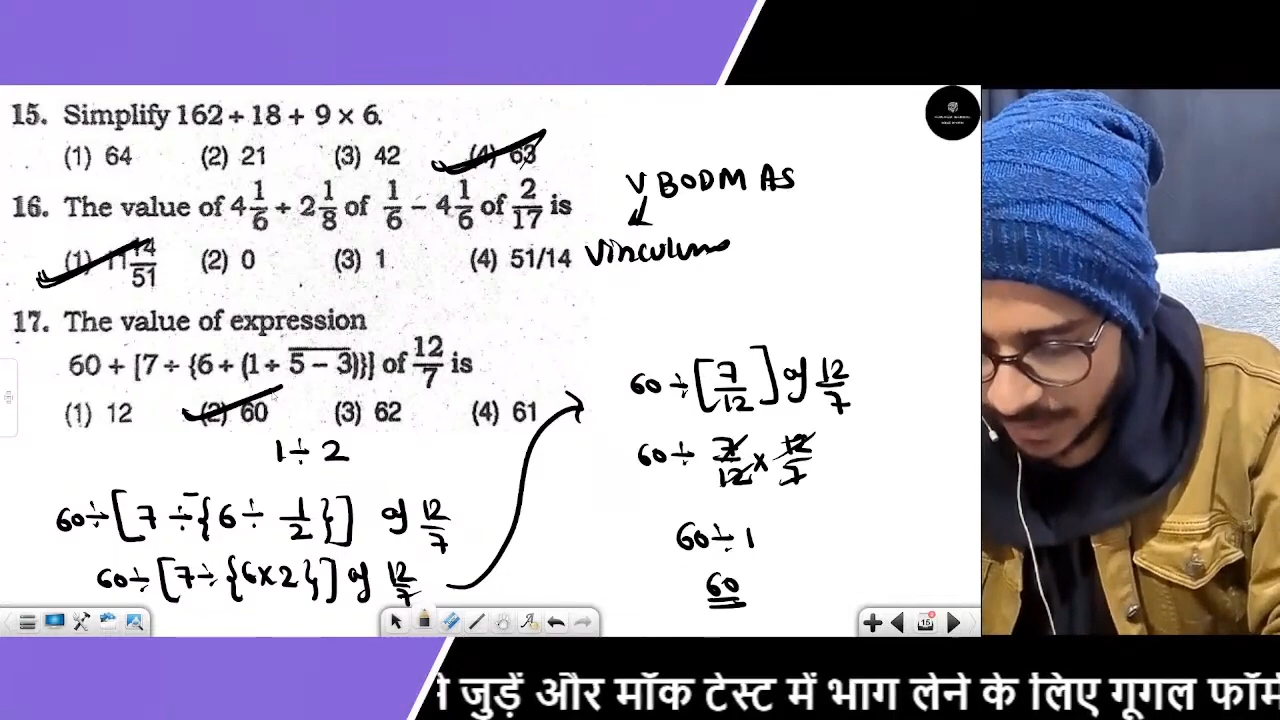 15. Simplify 162 ÷ 18 + 9 × 6.
(1) 64 (2) 21 (3) 42 (4) 63
16. The value of 4 1/6 ÷ 2 1/8 of 1/6 − 4 1/6 of 2/17 is
(1) 11 14/51 (2) 0 (3) 1 (4) 51/14
V BODMAS
Vinculum
17. The value of expression
60 ÷ [7 ÷ {6 ÷ (1 ÷ 5 − 3)}] of 12/7 is
(1) 12 (2) 60 (3) 62 (4) 61
1 ÷ 2
60 ÷ [7 ÷ {6 ÷ 1/2}] of 12/7
60 ÷ [7 ÷ {6 × 2}] of 12/7
60 ÷ [7/12] of 12/7
60 ÷ 7/12 × 12/7
60 ÷ 1
60
15
जुड़ें और मॉक टेस्ट में भाग लेने के लिए गूगल फॉर्म